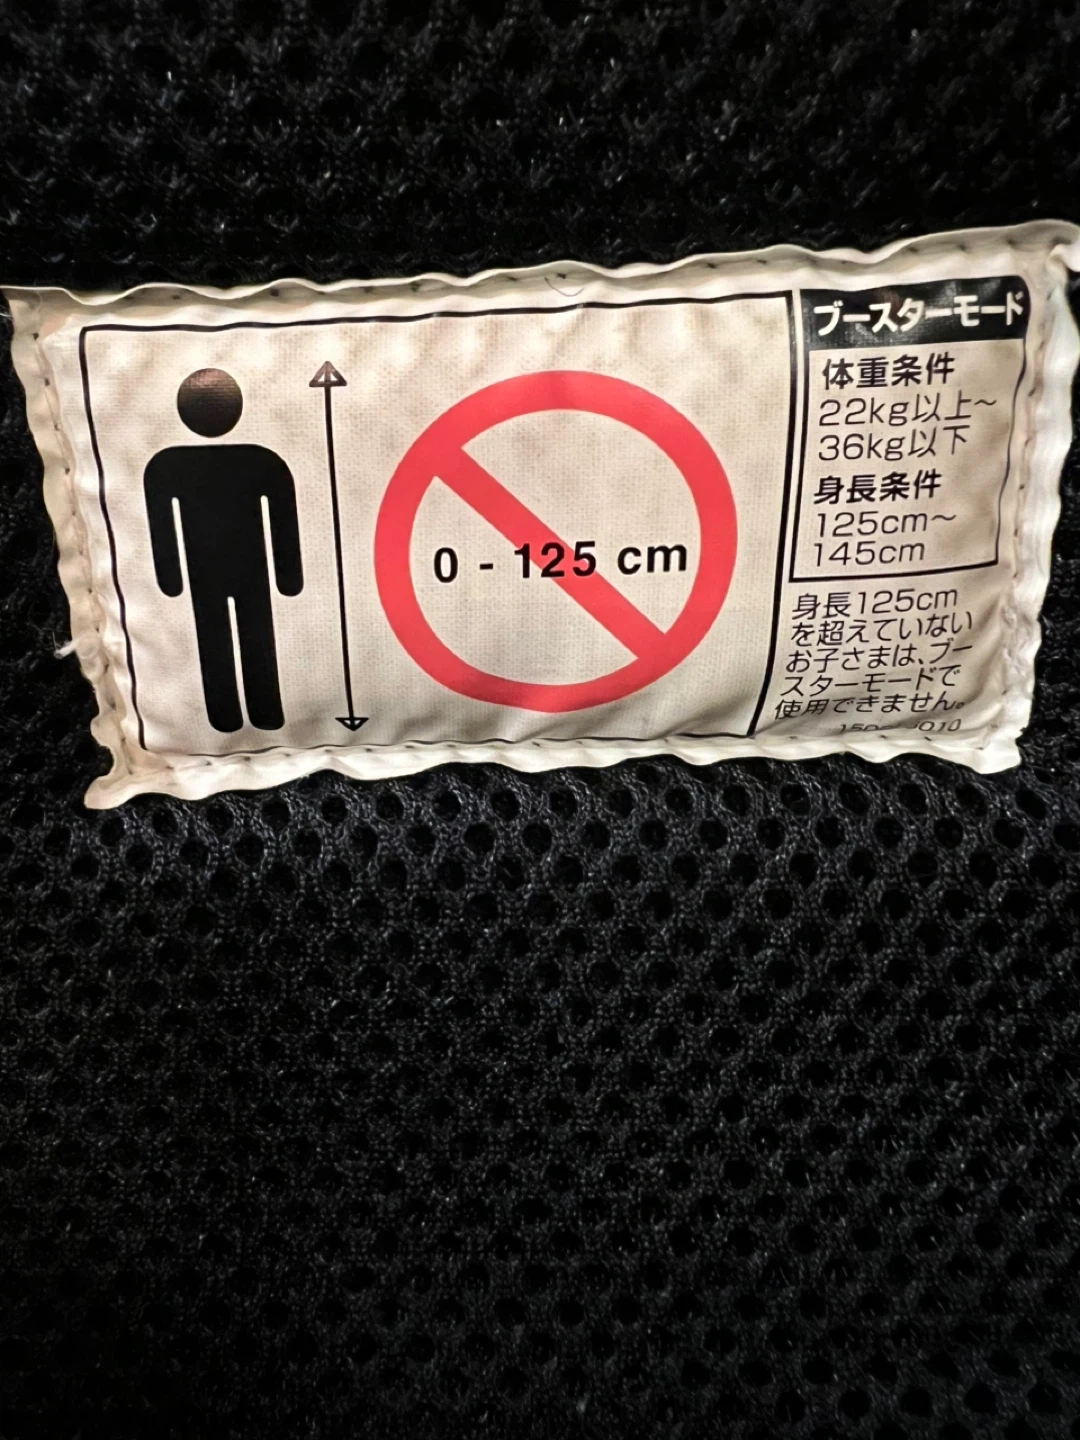 0 - 125 cm
ブースターモード
体重条件
22kg以上~
36kg以下
身長条件
125cm~
145cm
身長125cm
を超えていない
お子さまは、ブー
スターモードで
使用できません。